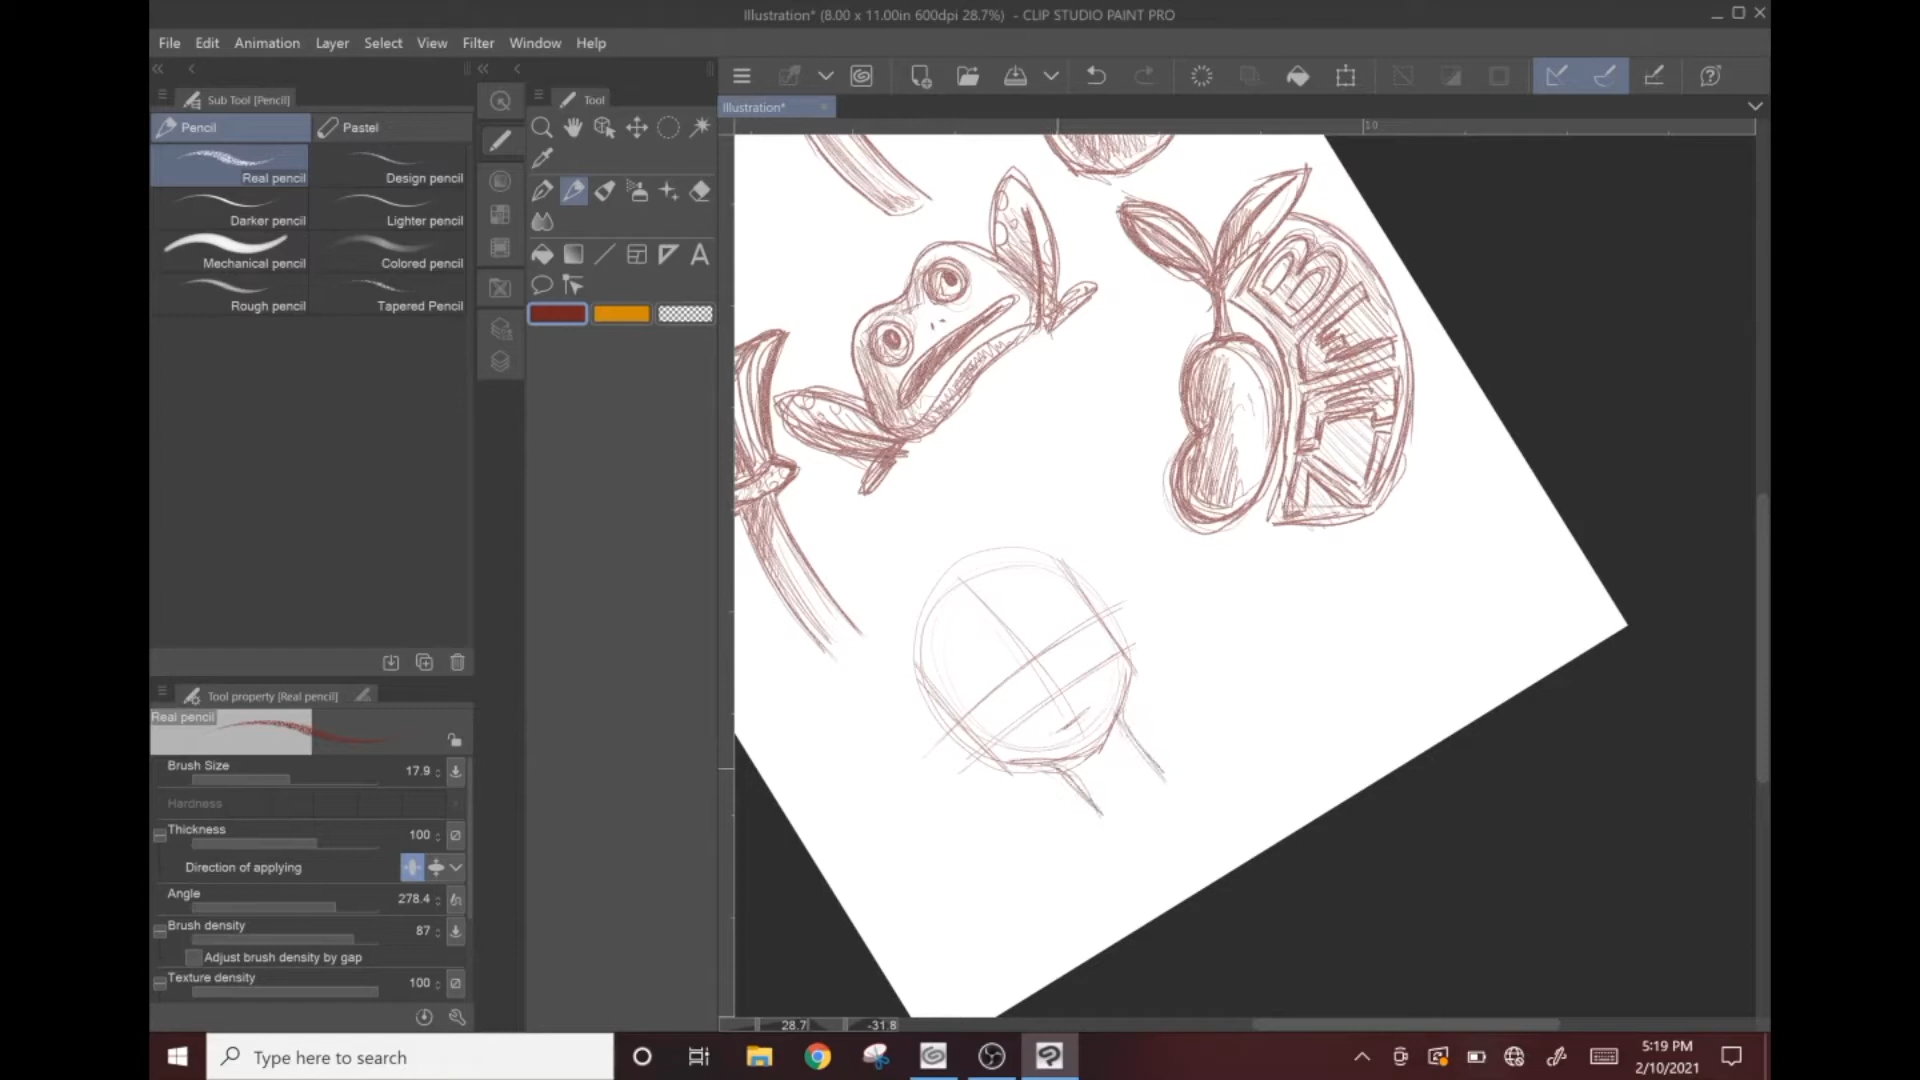 Illustration* (8.00 x 11.00in 600dpi 28.7%) - CLIP STUDIO PAINT PRO
File Edit Animation Layer Select View Filter Window Help
Sub Tool [Pencil]
Tool
Illustration*
Pencil Pastel
10
Real pencil Design pencil
Darker pencil Lighter pencil
Mechanical pencil Colored pencil
Rough pencil Tapered Pencil
A
Tool property [Real pencil]
Real pencil
Brush Size 17.9
Hardness
Thickness 100
Direction of applying
Angle 278.4
Brush density 87
Adjust brush density by gap
Texture density 100
28.7 -31.8
Type here to search
5:19 PM
2/10/2021